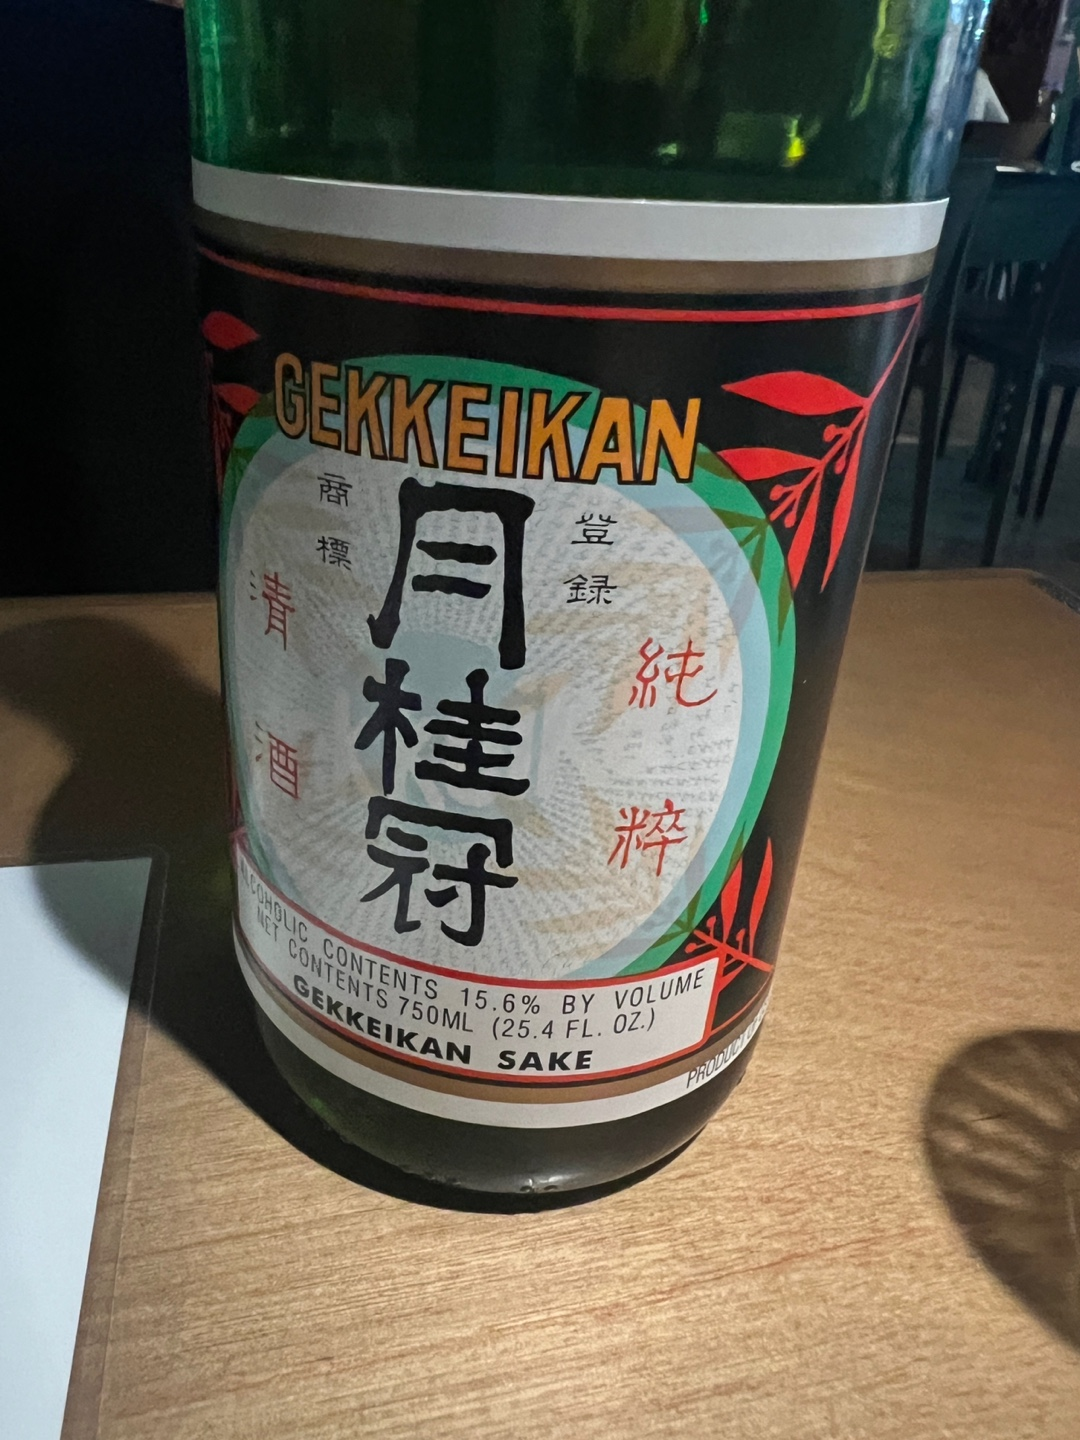 GEKKEIKAN
登録
商標
月桂冠
純粋
清酒
ALCOHOLIC CONTENTS 15.6% BY VOLUME
NET CONTENTS 750ML (25.4 FL. OZ.)
GEKKEIKAN SAKE
PRODUCT